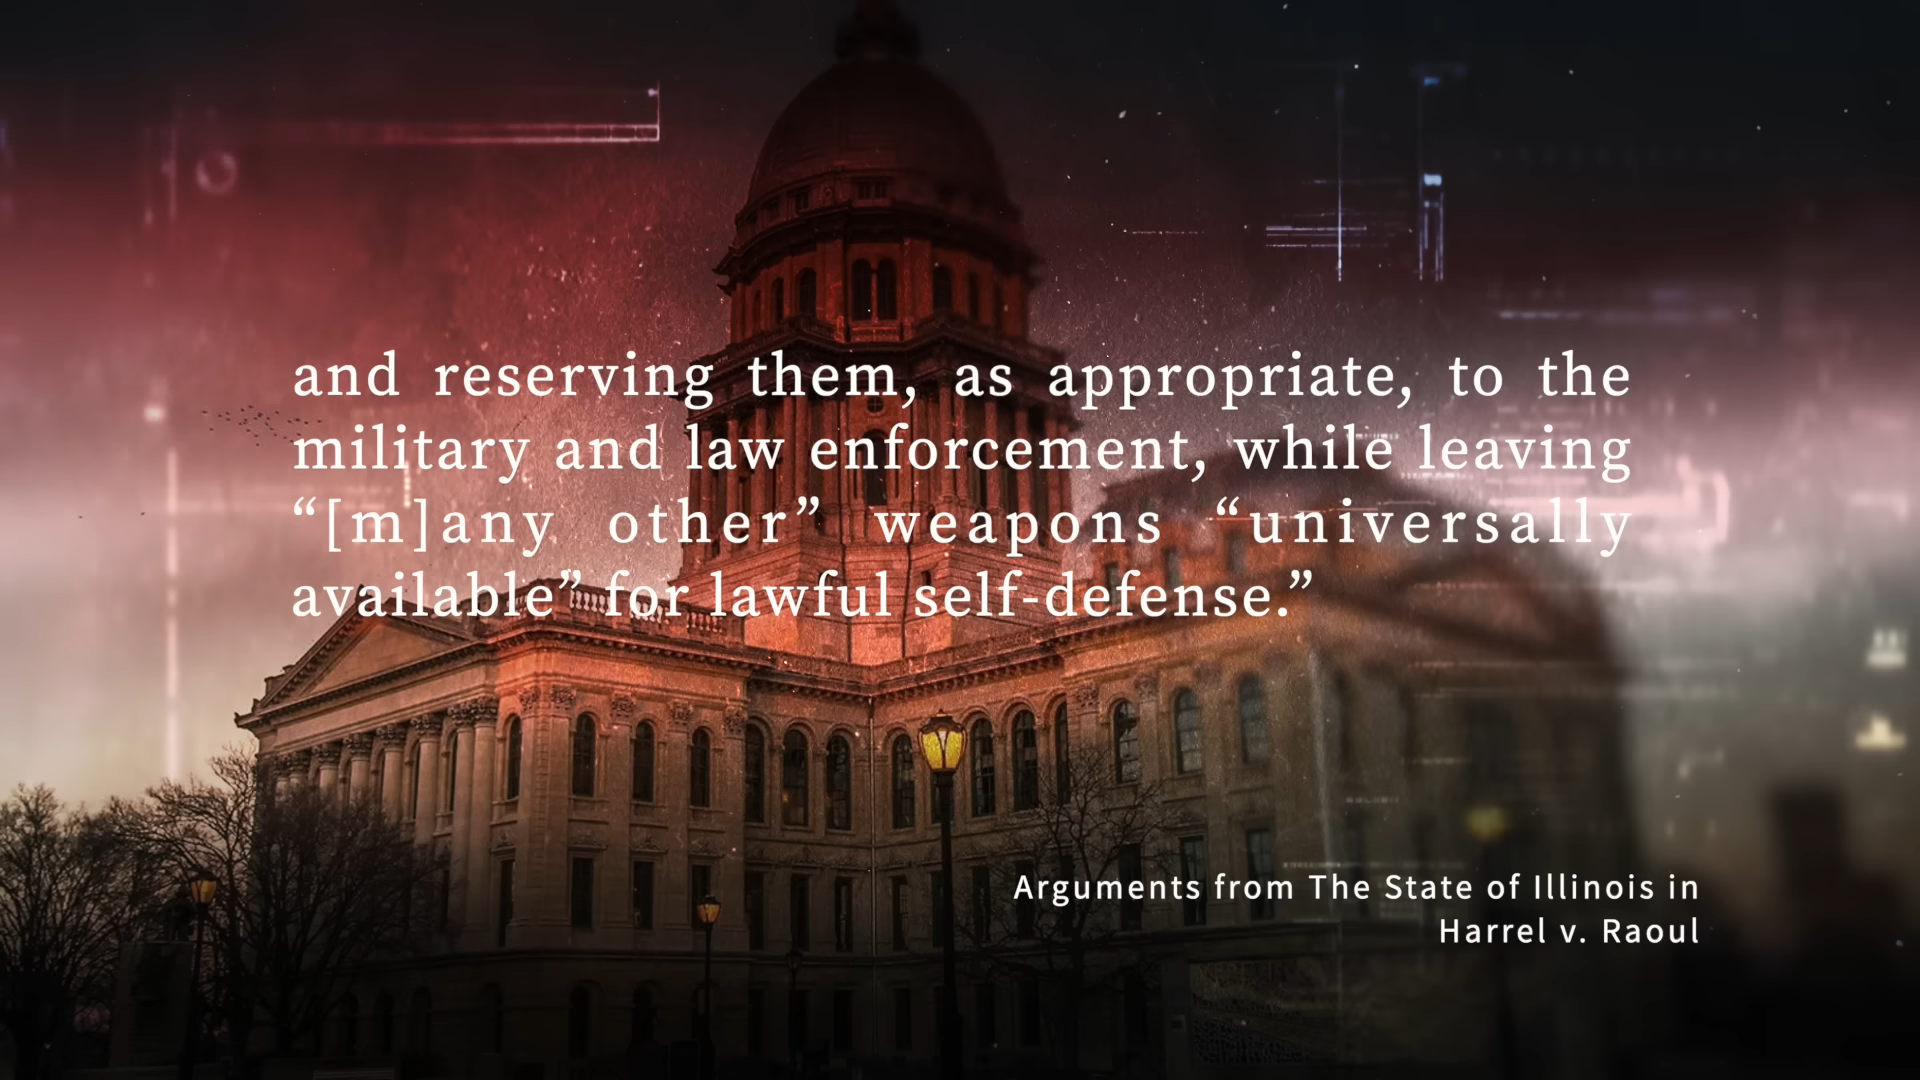 and reserving them, as appropriate, to the
military and law enforcement, while leaving
“[m]any other” weapons “universally
available” for lawful self-defense.”
Arguments from The State of Illinois in
Harrel v. Raoul